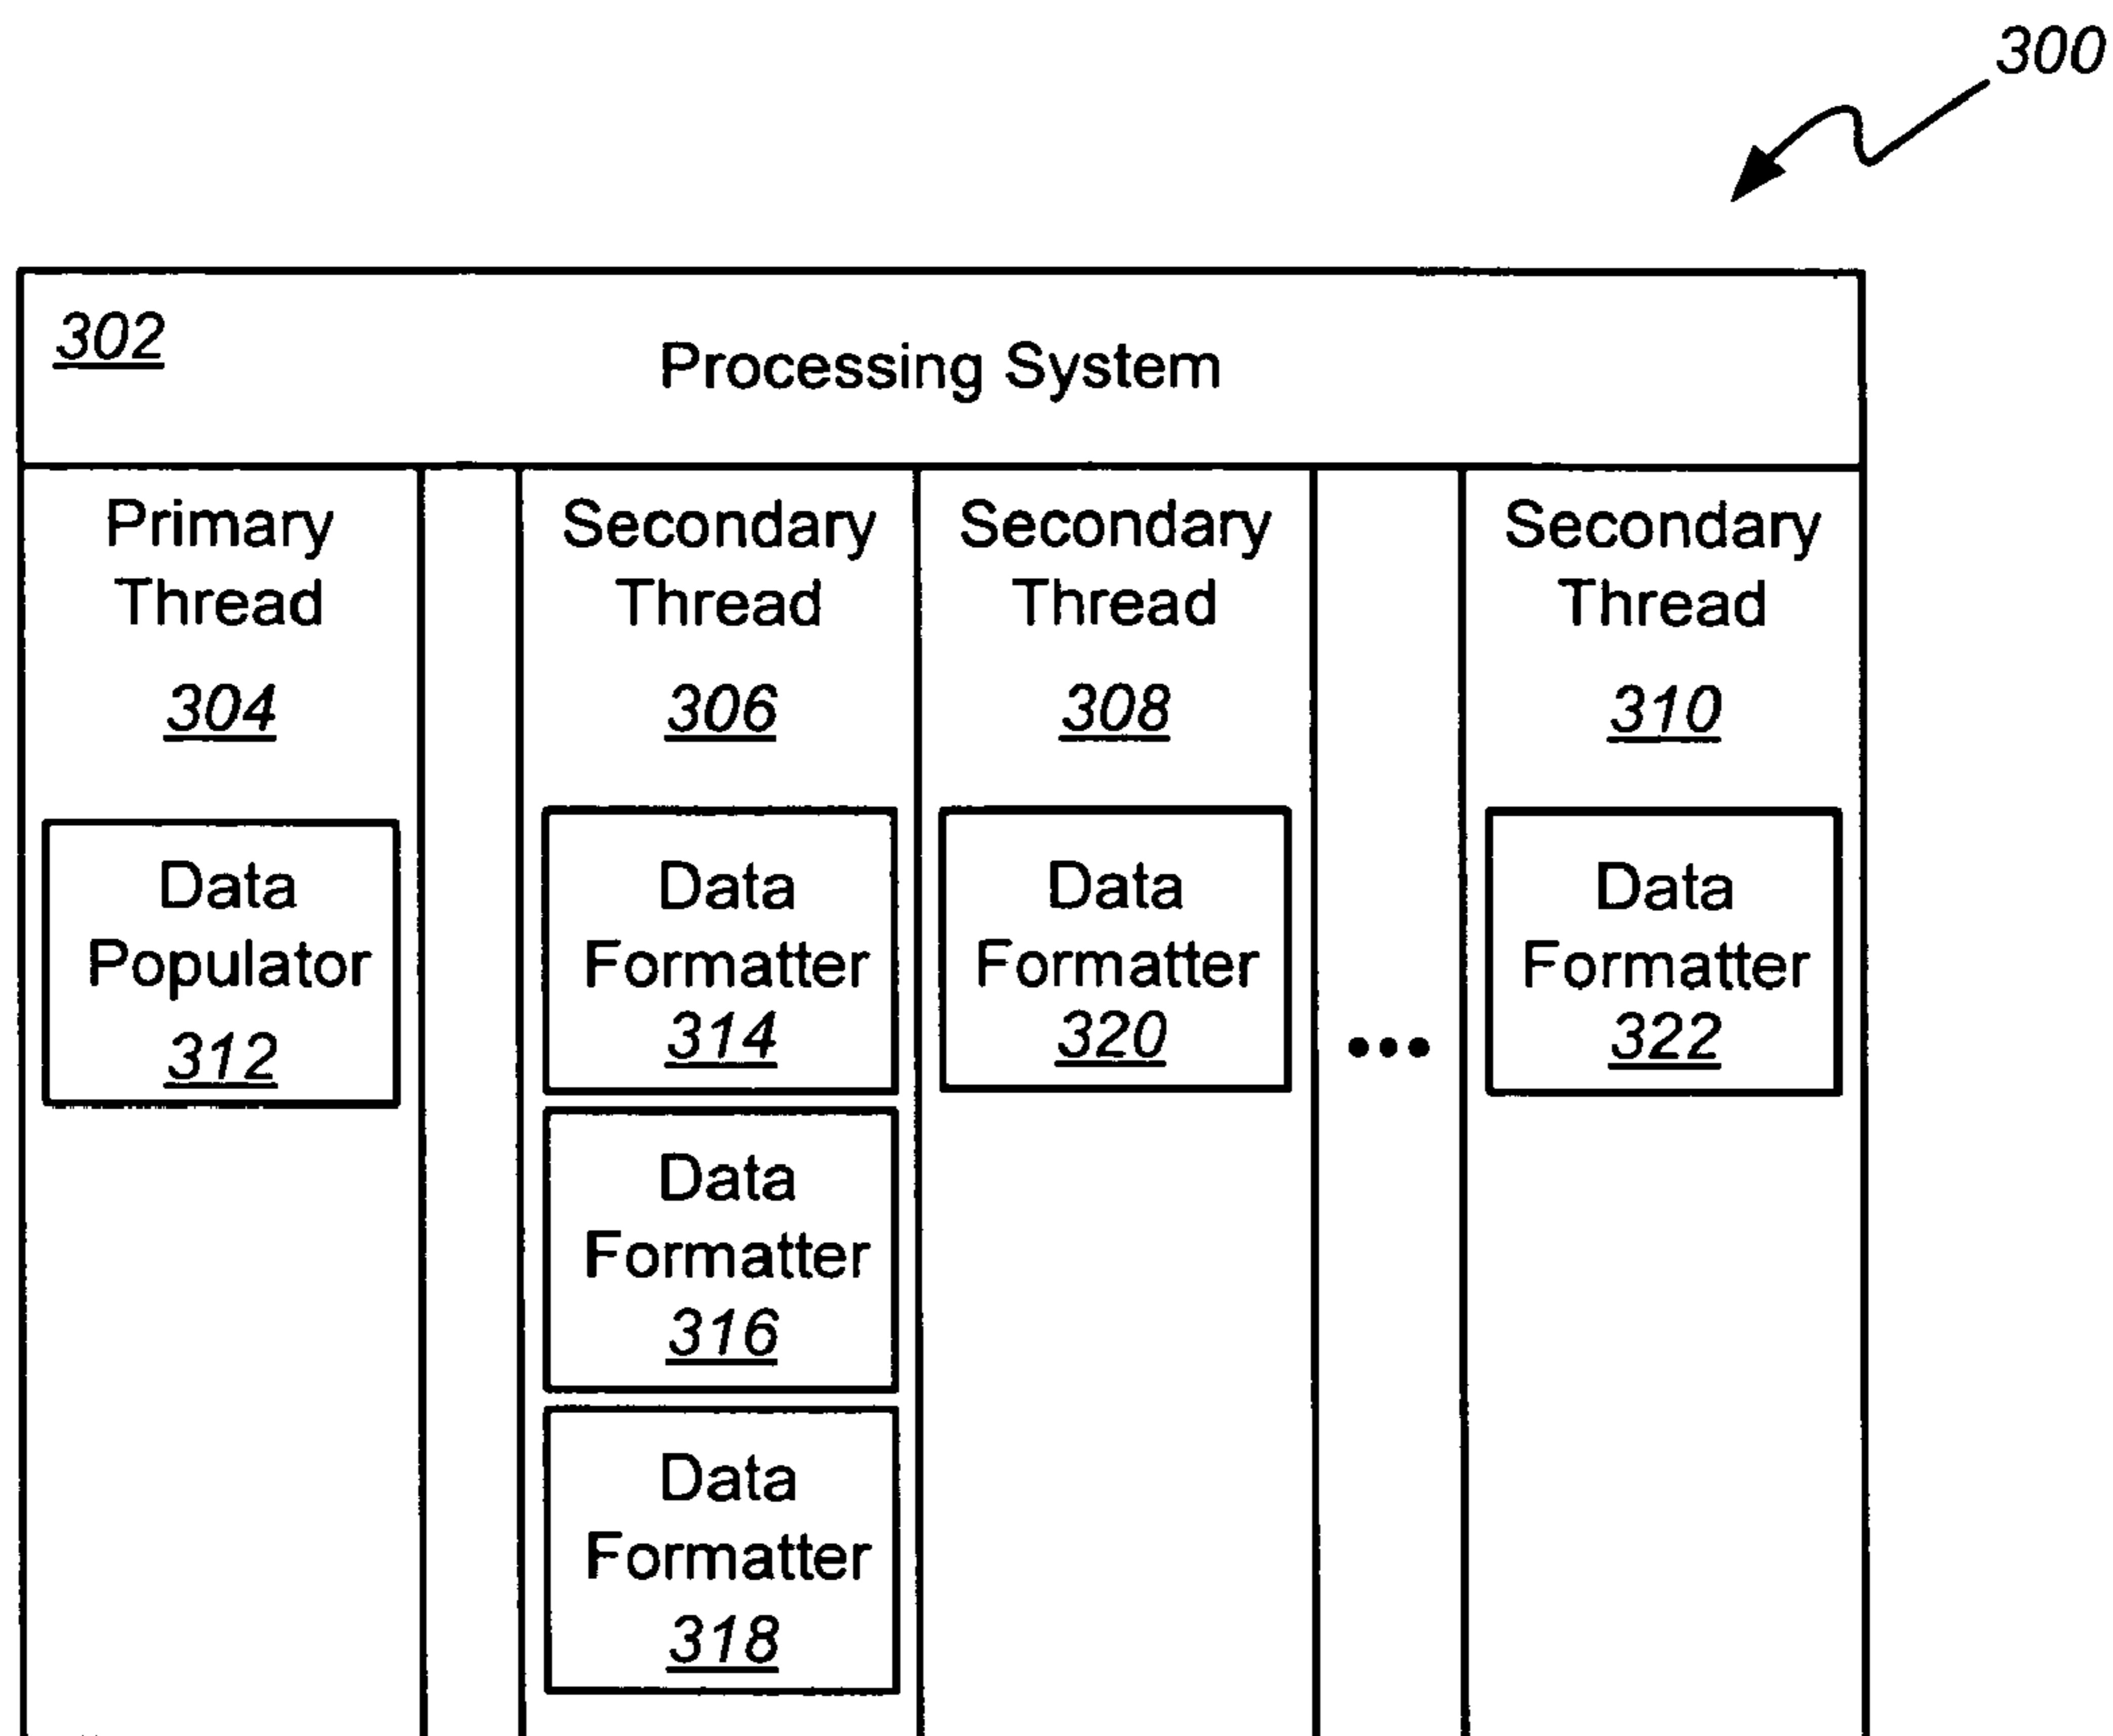 300
302
Processing System
Primary
Thread
304
Secondary
Thread
306
Secondary
Thread
308
Secondary
Thread
310
Data
Populator
312
Data
Formatter
314
Data
Formatter
316
Data
Formatter
318
Data
Formatter
320
•••
Data
Formatter
322